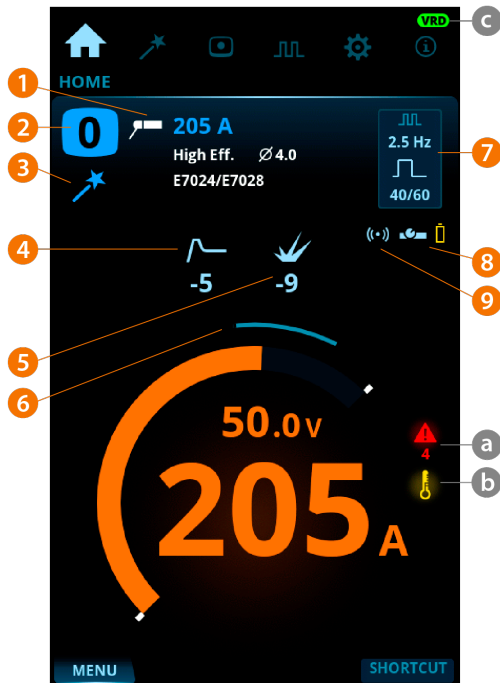 VRD
c
HOME
1
205 A
2
0
High Eff. Ø 4.0
2.5 Hz
7
3
E7024/E7028
40/60
4
8
-5
-9
9
5
6
50.0 V
a
4
205 A
b
MENU
SHORTCUT